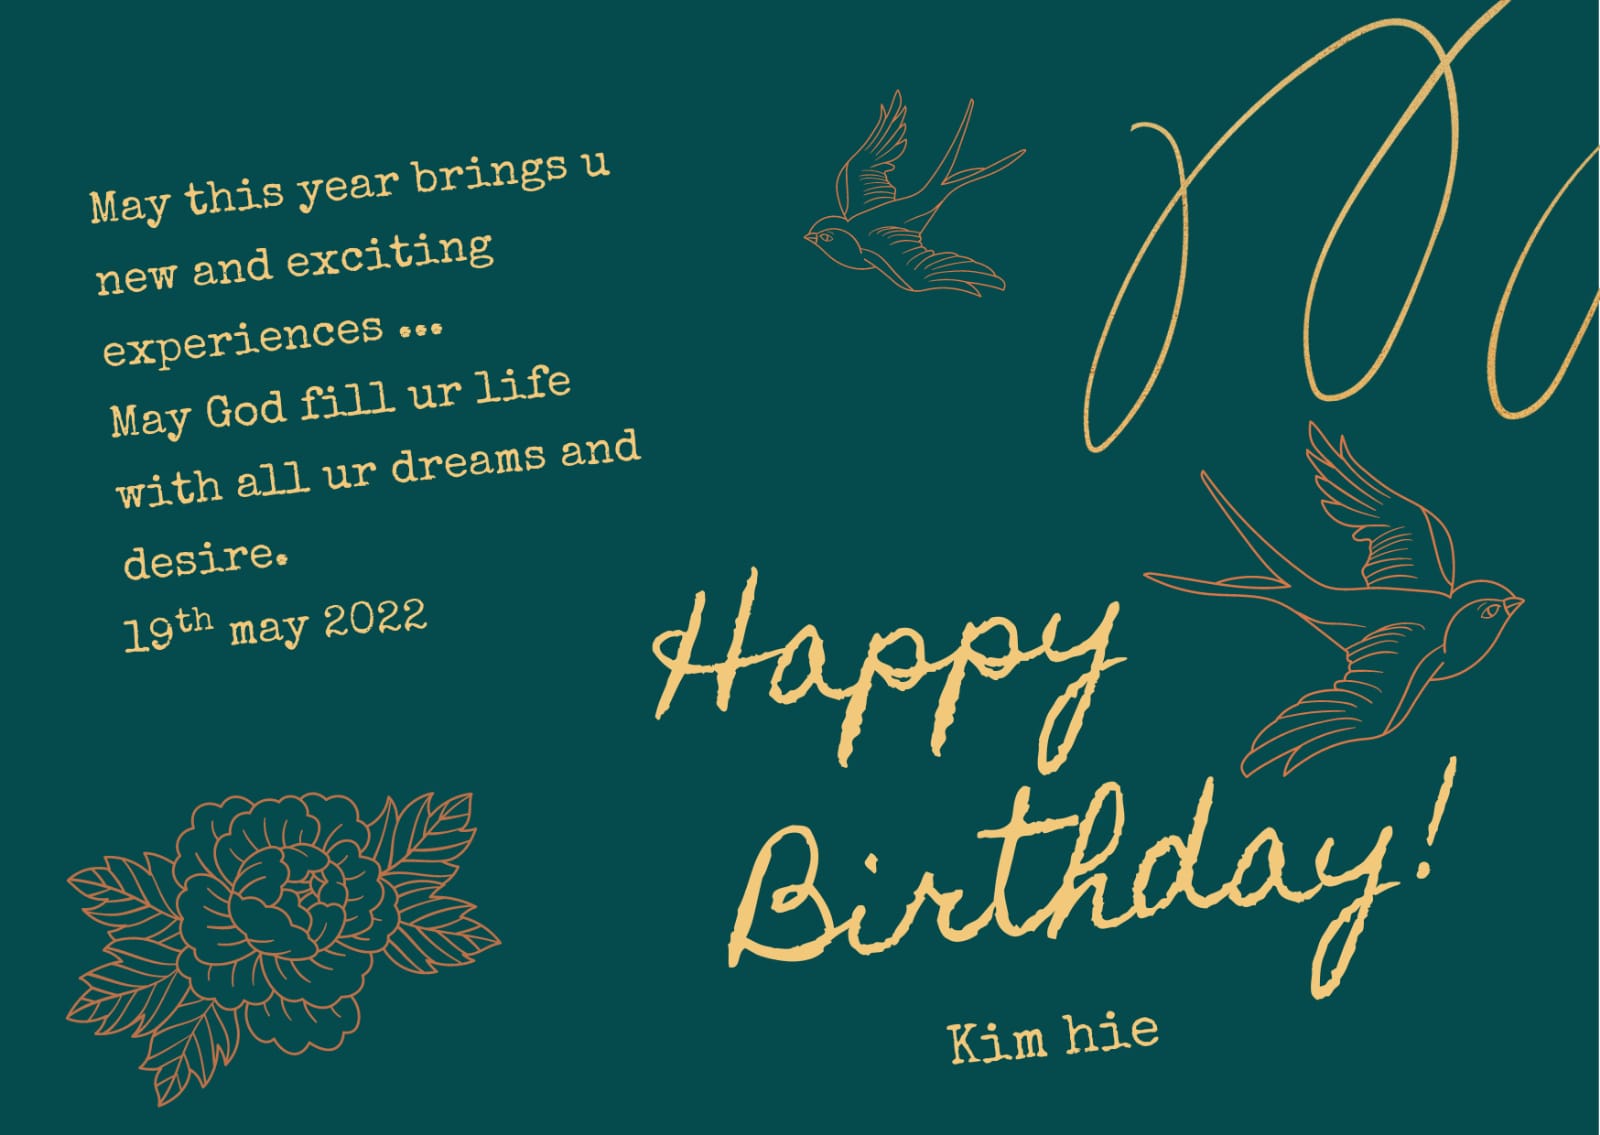 May this year brings u
new and exciting
experiences ...
May God fill ur life
with all ur dreams and
desire.
19th may 2022
Happy
Birthday!
Kim hie